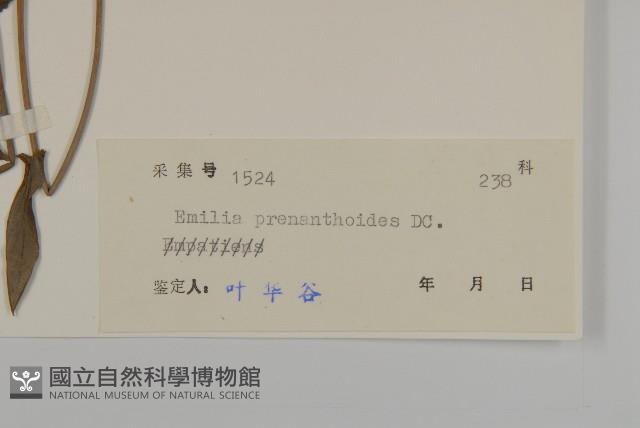 采集号 1524 238 科
Emilia prenanthoides DC.
Impatiens
鉴定人: 叶华谷 年 月 日
國立自然科學博物館
NATIONAL MUSEUM OF NATURAL SCIENCE